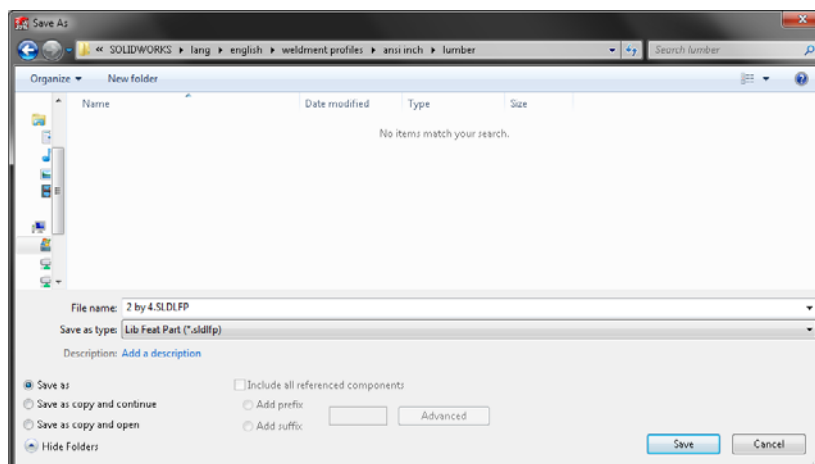 Save As
« SOLIDWORKS ▸ lang ▸ english ▸ weldment profiles ▸ ansi inch ▸ lumber
Search lumber
Organize New folder
Name Date modified Type Size
No items match your search.
File name: 2 by 4.SLDLFP
Save as type: Lib Feat Part (*.sldlfp)
Description: Add a description
Save as
Include all referenced components
Save as copy and continue
Add prefix
Advanced
Save as copy and open
Add suffix
Hide Folders
Save Cancel